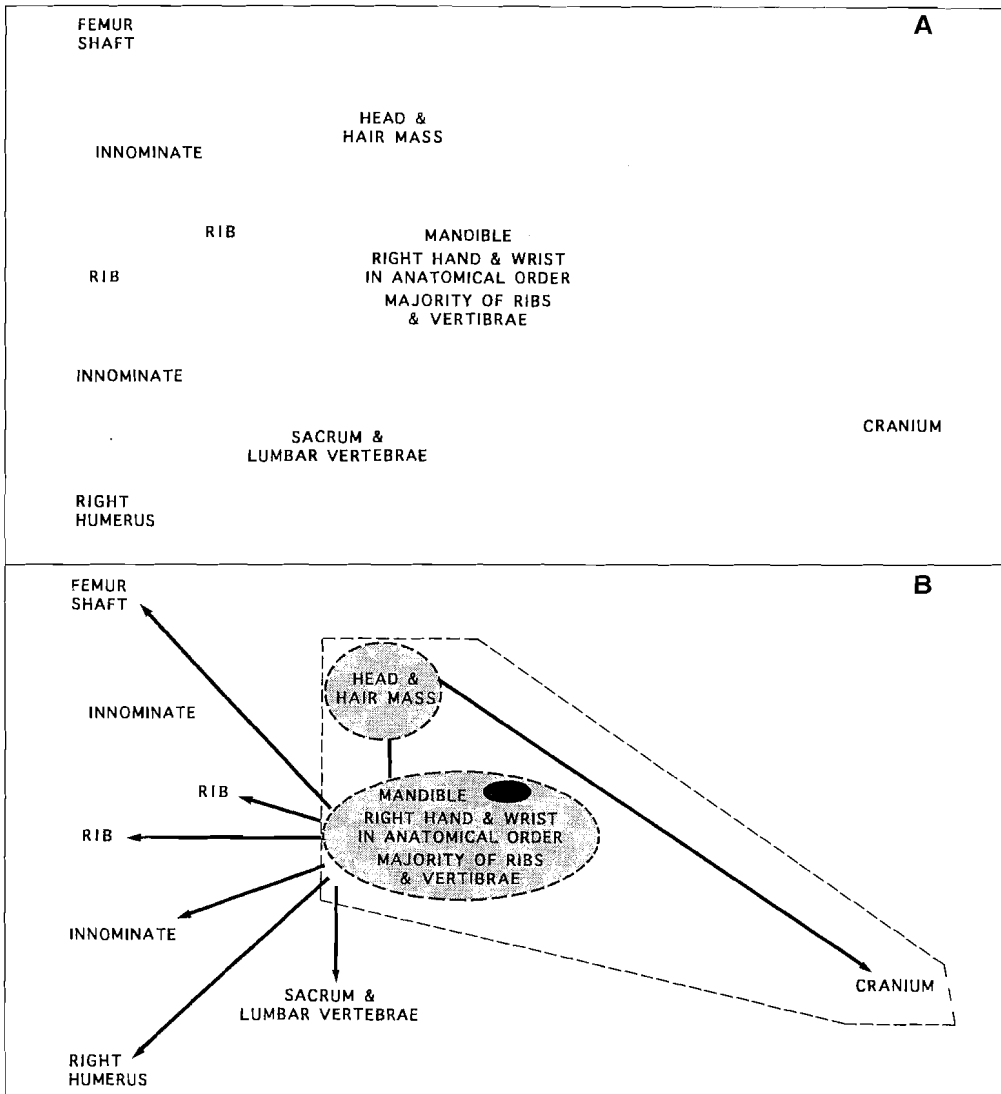 A
FEMUR
SHAFT
HEAD &
HAIR MASS
INNOMINATE
RIB
MANDIBLE
RIGHT HAND & WRIST
IN ANATOMICAL ORDER
RIB
MAJORITY OF RIBS
& VERTIBRAE
INNOMINATE
CRANIUM
SACRUM &
LUMBAR VERTEBRAE
RIGHT
HUMERUS
B
FEMUR
SHAFT
HEAD &
HAIR MASS
INNOMINATE
RIB
MANDIBLE
RIGHT HAND & WRIST
IN ANATOMICAL ORDER
RIB
MAJORITY OF RIBS
& VERTIBRAE
INNOMINATE
CRANIUM
SACRUM &
LUMBAR VERTEBRAE
RIGHT
HUMERUS